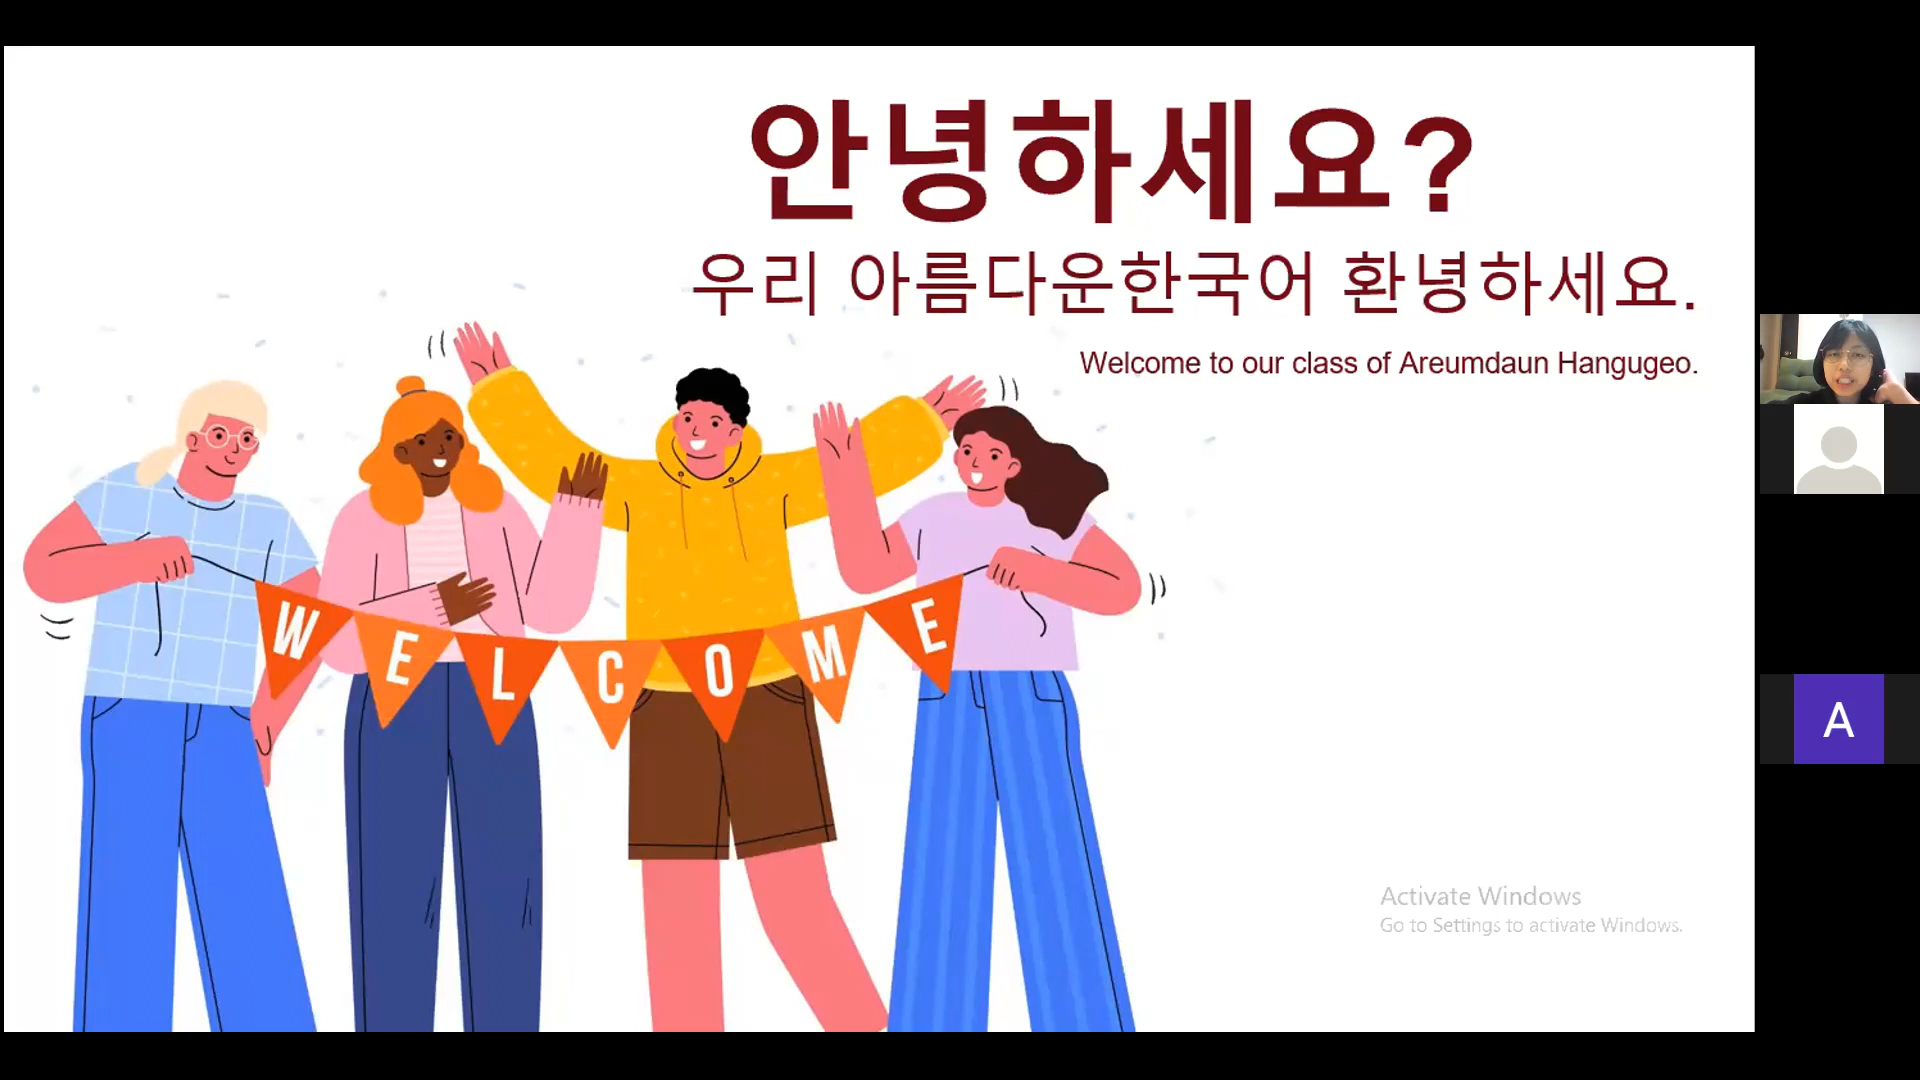 안녕하세요?
우리 아름다운한국어 환녕하세요.
Welcome to our class of Areumdaun Hangugeo.
WELCOME
A
Activate Windows
Go to Settings to activate Windows.